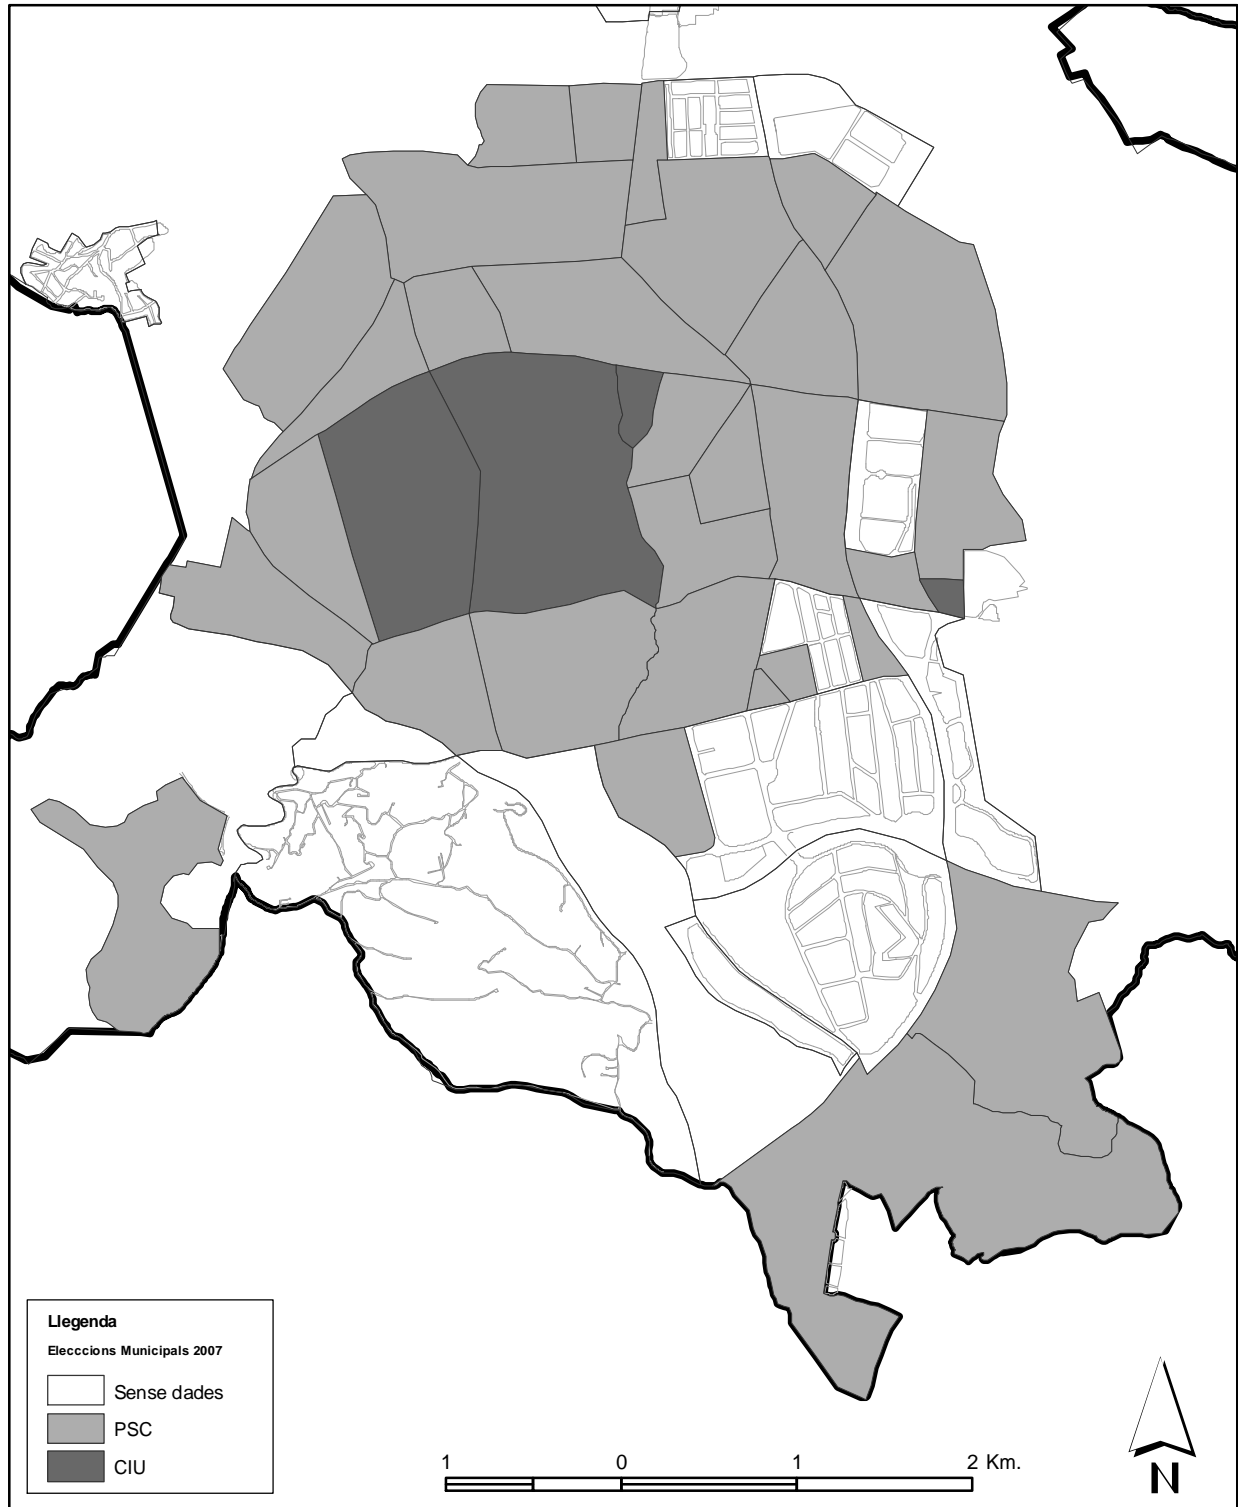 Llegenda
Elecccions Municipals 2007
Sense dades
PSC
CIU
1 0 1 2 Km.
N